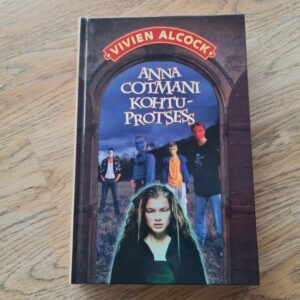 VIVIEN ALCOCK
ANNA
COTMANI
KOHTU-
PROTSESS